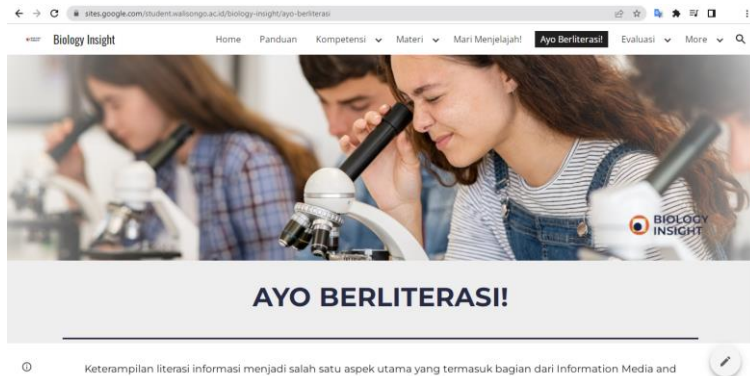 sites.google.com/student.walisongo.ac.id/biology-insight/ayo-berliterasi
Biology Insight Home Panduan Kompetensi Materi Mari Menjelajah! Ayo Berliterasi! Evaluasi More
BIOLOGY
INSIGHT
AYO BERLITERASI!
Keterampilan literasi informasi menjadi salah satu aspek utama yang termasuk bagian dari Information Media and